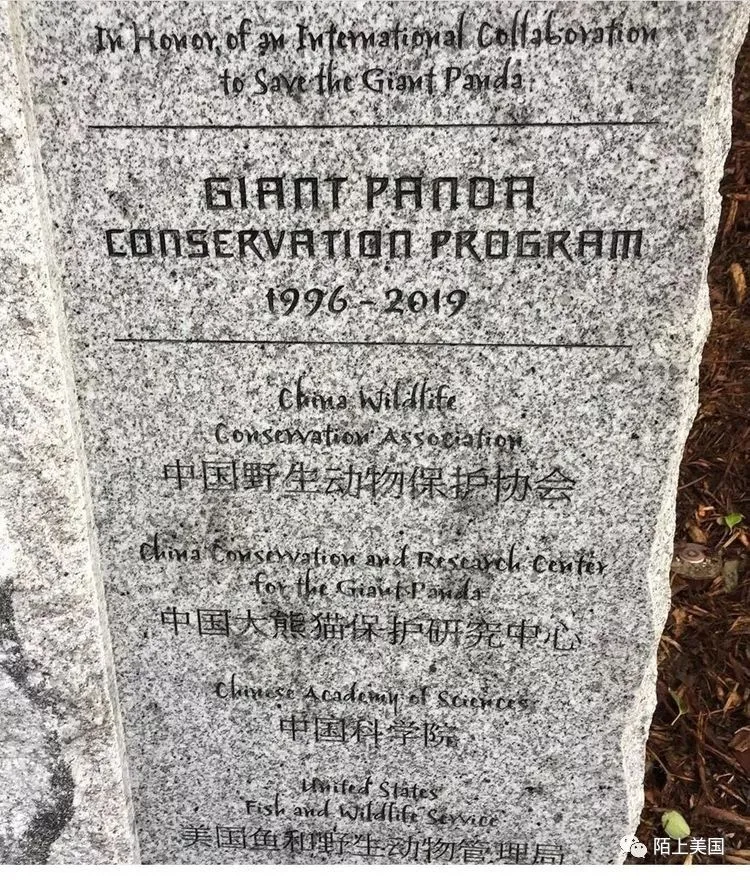 In Honor of an International Collaboration
to Save the Giant Panda
GIANT PANDA
CONSERVATION PROGRAM
1996 – 2019
China Wildlife
Conservation Association
中国野生动物保护协会
China Conservation and Research Center
for the Giant Panda
中国大熊猫保护研究中心
Chinese Academy of Sciences
中国科学院
United States
Fish and Wildlife Service
美国鱼和野生动物管理局
陌上美国